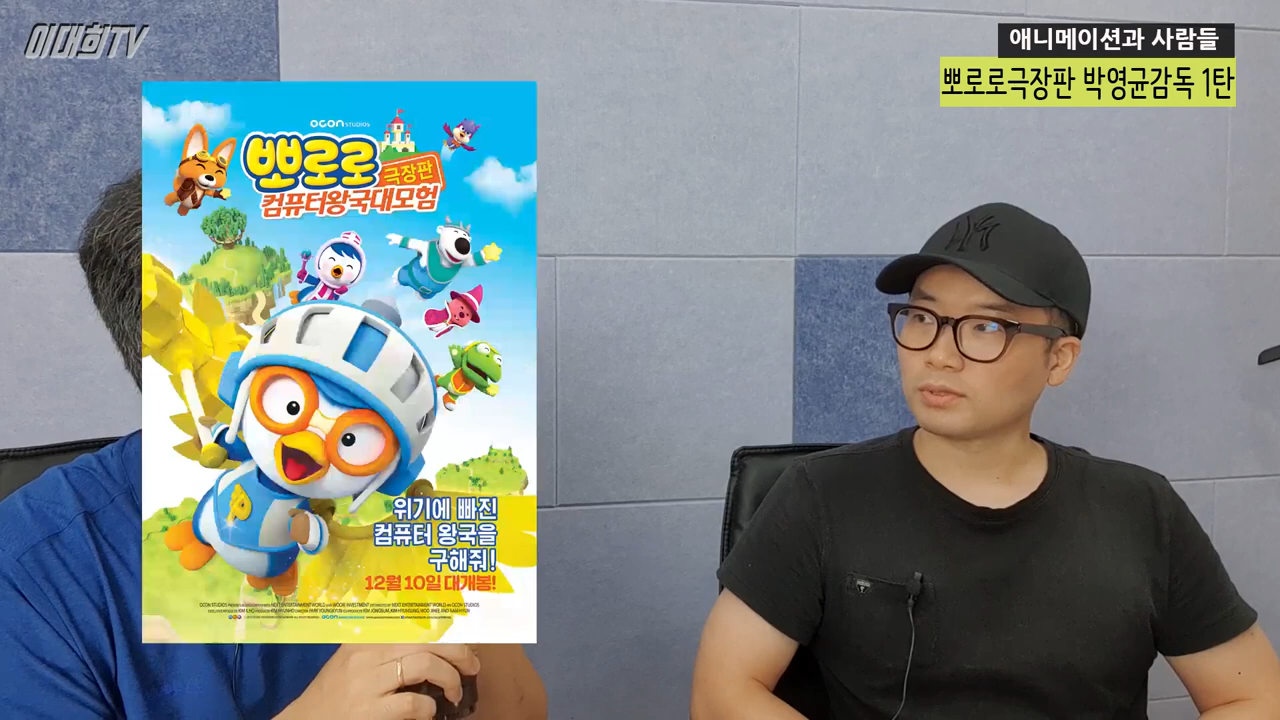 이대희TV
애니메이션과 사람들
뽀로로극장판 박영균감독 1탄
OCON STUDIOS
뽀로로 극장판
컴퓨터왕국대모험
위기에 빠진
컴퓨터 왕국을
구해줘!
12월 10일 대개봉!